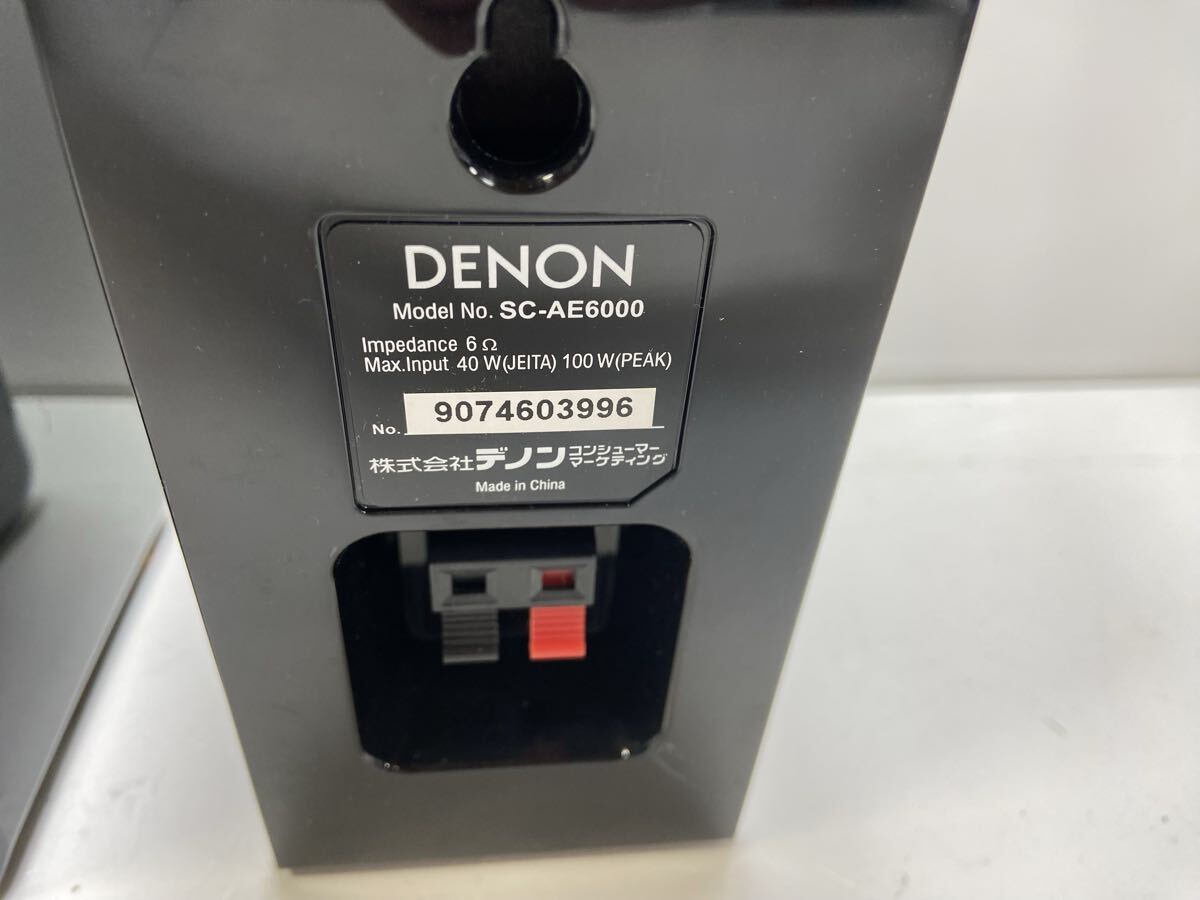 DENON
Model No. SC-AE6000
Impedance 6Ω
Max.Input 40 W(JEITA) 100 W(PEAK)
No. 9074603996
株式会社デノン コンシューマー マーケティング
Made in China